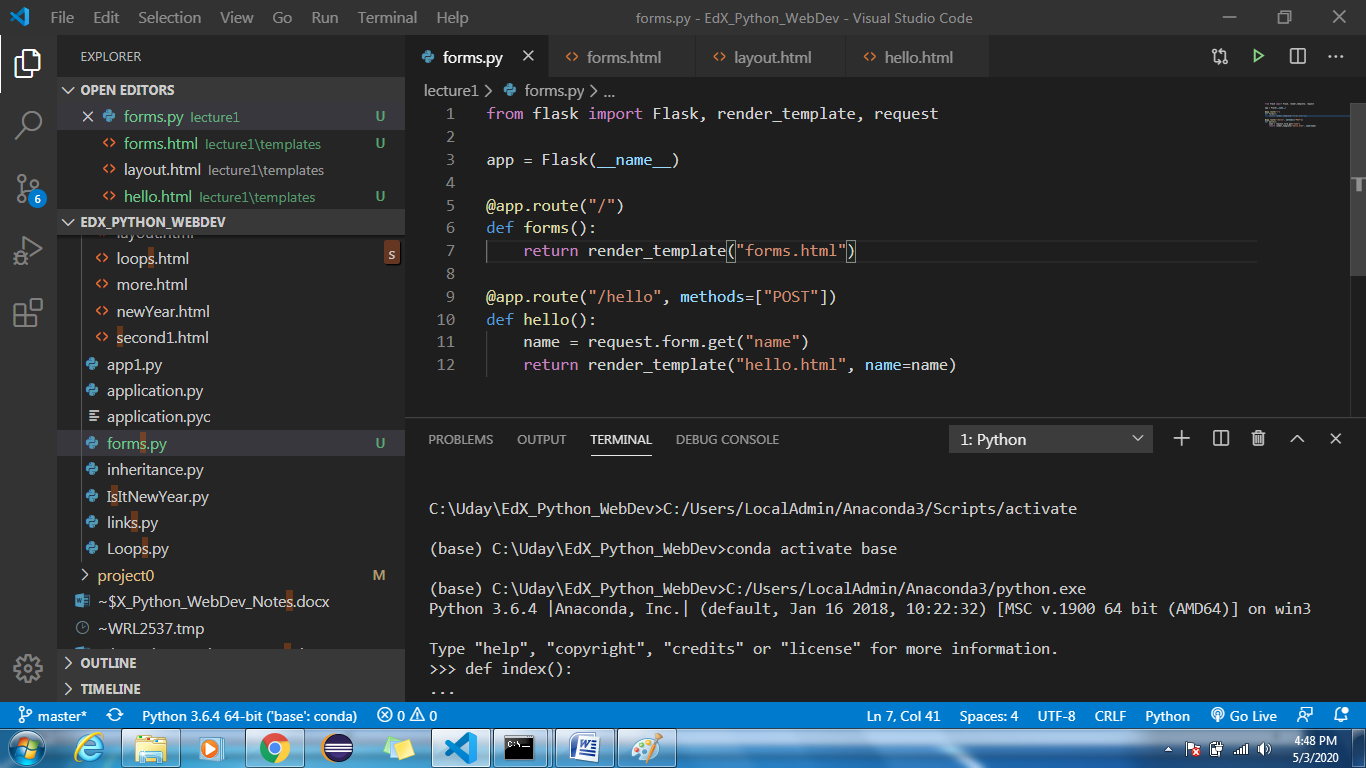 File Edit Selection View Go Run Terminal Help forms.py - EdX_Python_WebDev - Visual Studio Code
EXPLORER
OPEN EDITORS
forms.py lecture1 U
forms.html lecture1\templates U
layout.html lecture1\templates
hello.html lecture1\templates U
EDX_PYTHON_WEBDEV
layout.html
loops.html
s
more.html
newYear.html
second1.html
app1.py
application.py
application.pyc
forms.py U
inheritance.py
IsItNewYear.py
links.py
Loops.py
project0 M
~$X_Python_WebDev_Notes.docx
~WRL2537.tmp
OUTLINE
TIMELINE
6
forms.py forms.html layout.html hello.html
lecture1 > forms.py > ...
1 from flask import Flask, render_template, request
2
3 app = Flask(__name__)
4
5 @app.route("/")
6 def forms():
7 return render_template("forms.html")
8
9 @app.route("/hello", methods=["POST"])
10 def hello():
11 name = request.form.get("name")
12 return render_template("hello.html", name=name)
PROBLEMS OUTPUT TERMINAL DEBUG CONSOLE 1: Python
C:\Uday\EdX_Python_WebDev>C:/Users/LocalAdmin/Anaconda3/Scripts/activate
(base) C:\Uday\EdX_Python_WebDev>conda activate base
(base) C:\Uday\EdX_Python_WebDev>C:/Users/LocalAdmin/Anaconda3/python.exe
Python 3.6.4 |Anaconda, Inc.| (default, Jan 16 2018, 10:22:32) [MSC v.1900 64 bit (AMD64)] on win3
Type "help", "copyright", "credits" or "license" for more information.
>>> def index():
...
master* Python 3.6.4 64-bit ('base': conda) 0 0 Ln 7, Col 41 Spaces: 4 UTF-8 CRLF Python Go Live
4:48 PM
5/3/2020